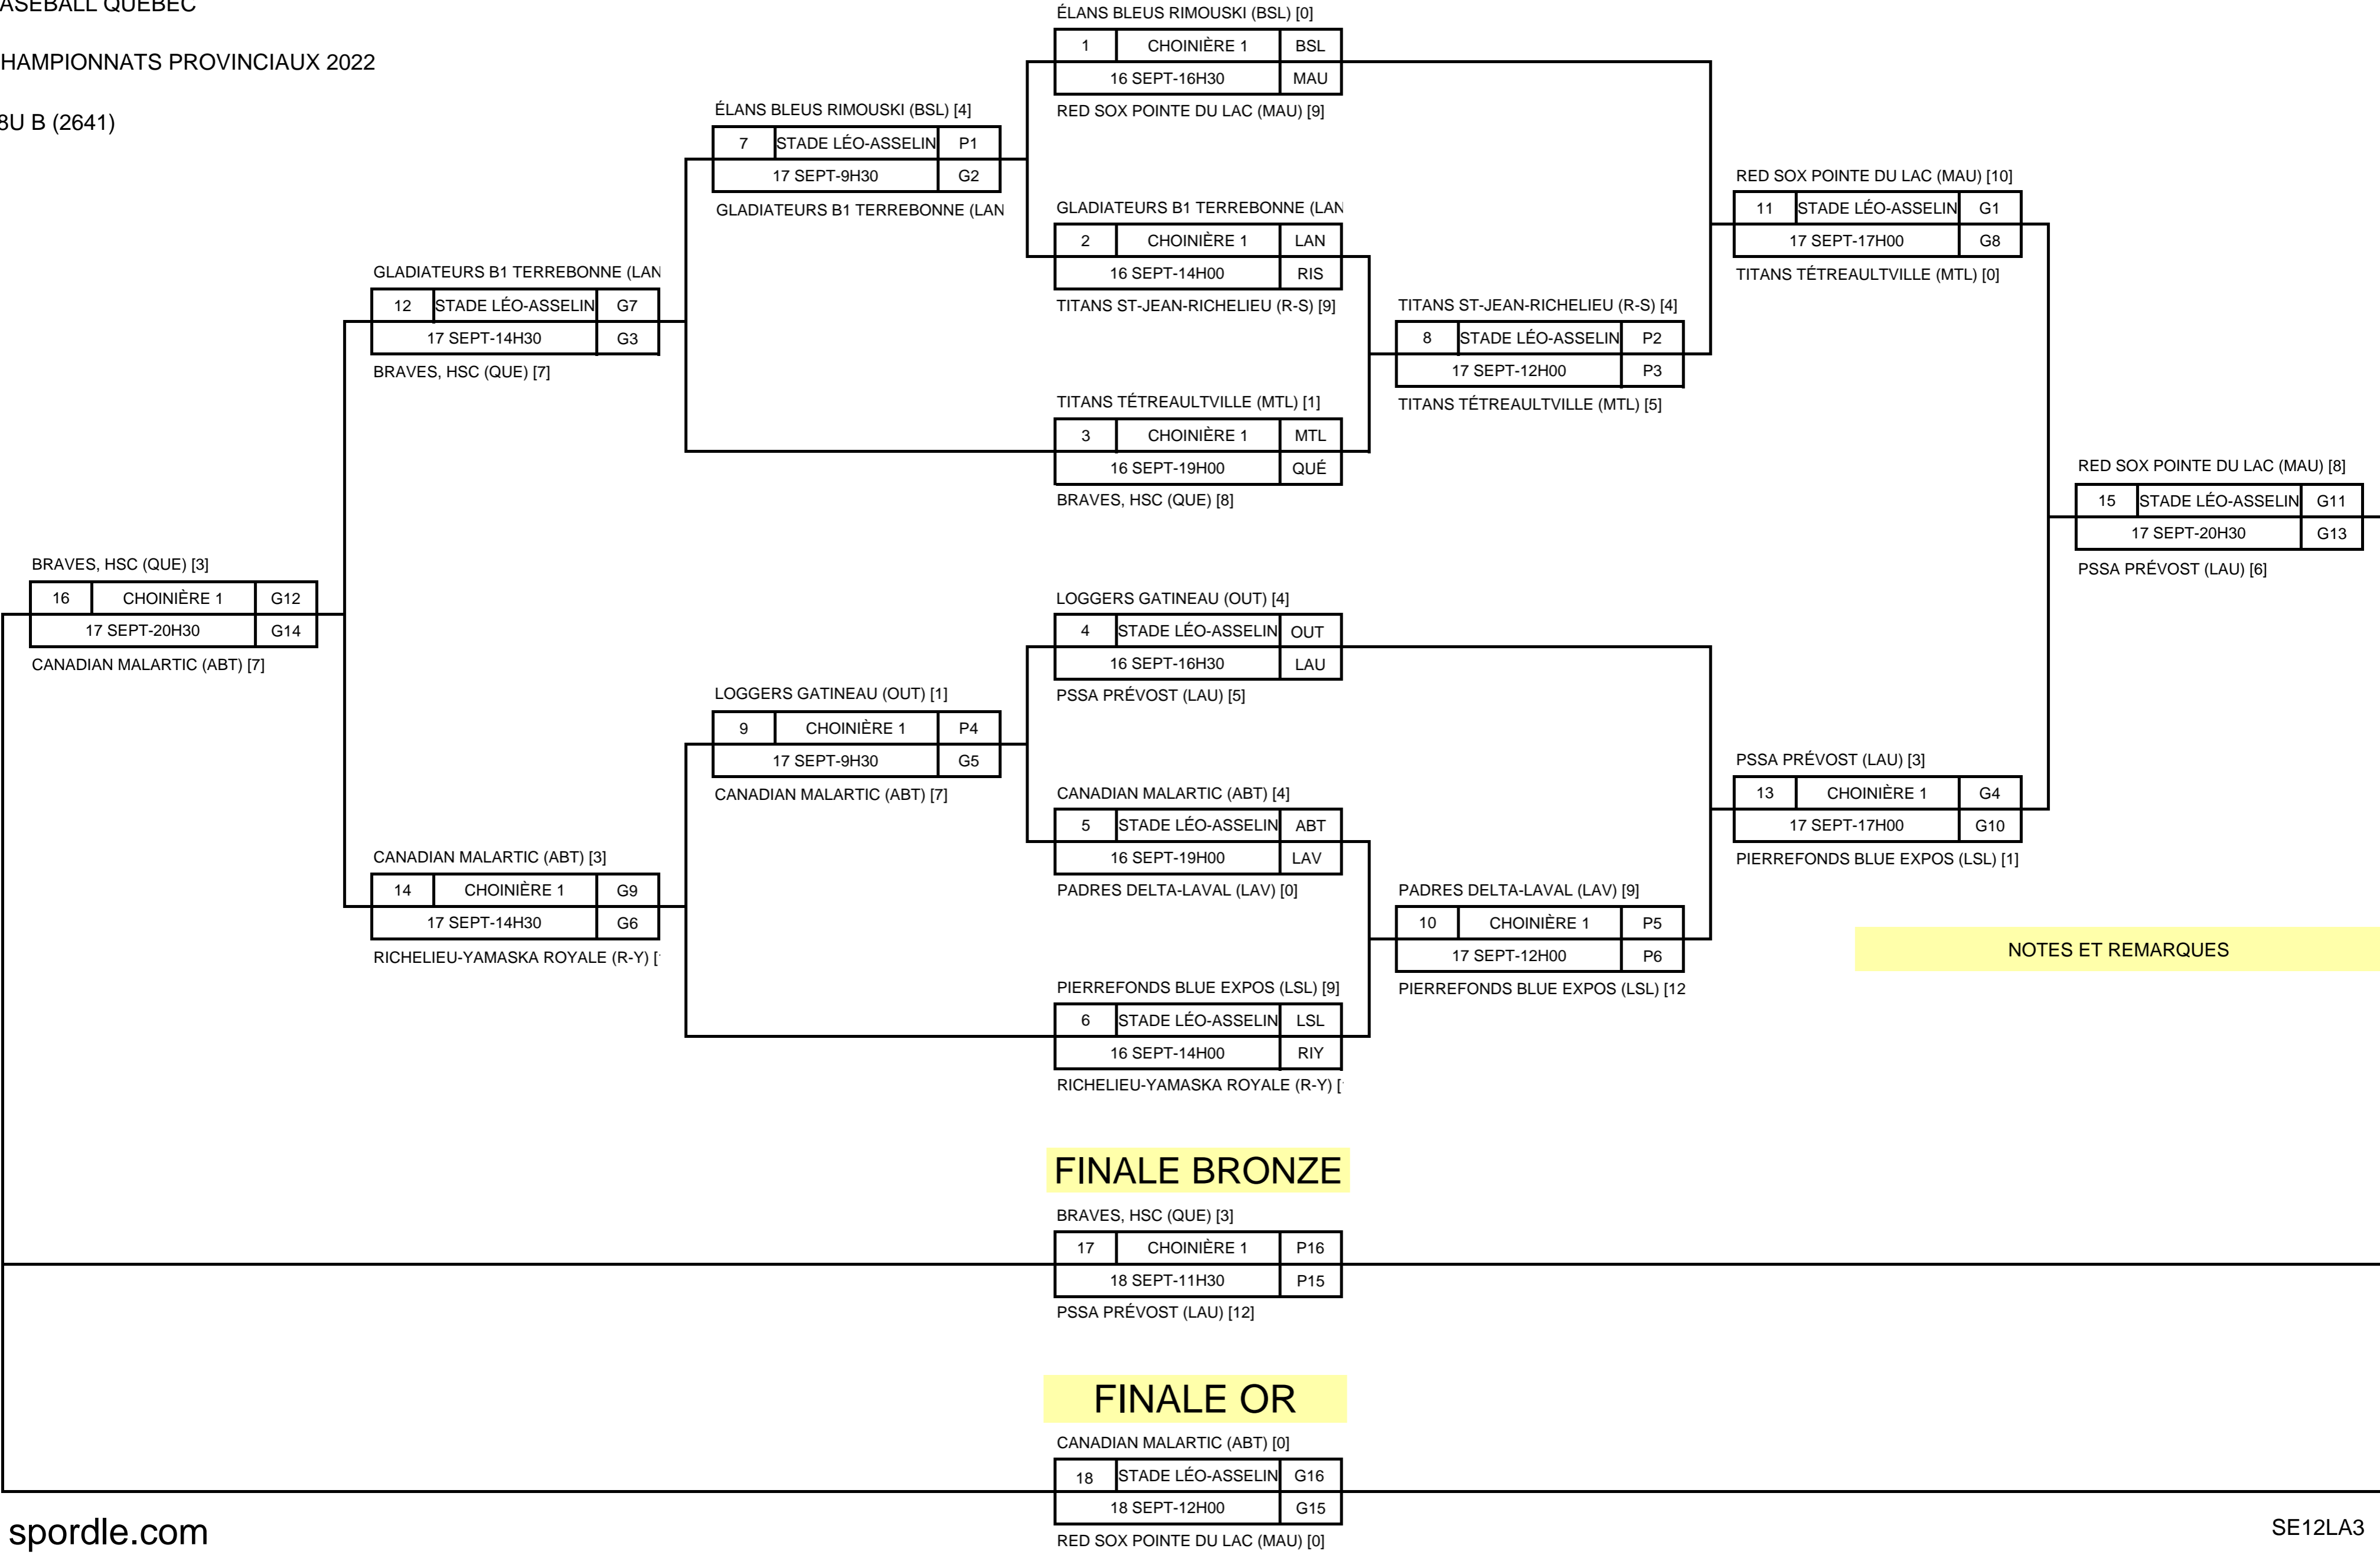 ASEBALL QUÉBEC
HAMPIONNATS PROVINCIAUX 2022
8U B (2641)
BRAVES, HSC (QUE) [3]
16 CHOINIÈRE 1 G12
17 SEPT-20H30 G14
CANADIAN MALARTIC (ABT) [7]
GLADIATEURS B1 TERREBONNE (LAN
12 STADE LÉO-ASSELIN G7
17 SEPT-14H30 G3
BRAVES, HSC (QUE) [7]
CANADIAN MALARTIC (ABT) [3]
14 CHOINIÈRE 1 G9
17 SEPT-14H30 G6
RICHELIEU-YAMASKA ROYALE (R-Y) [
ÉLANS BLEUS RIMOUSKI (BSL) [4]
7 STADE LÉO-ASSELIN P1
17 SEPT-9H30 G2
GLADIATEURS B1 TERREBONNE (LAN
LOGGERS GATINEAU (OUT) [1]
9 CHOINIÈRE 1 P4
17 SEPT-9H30 G5
CANADIAN MALARTIC (ABT) [7]
ÉLANS BLEUS RIMOUSKI (BSL) [0]
1 CHOINIÈRE 1 BSL
16 SEPT-16H30 MAU
RED SOX POINTE DU LAC (MAU) [9]
GLADIATEURS B1 TERREBONNE (LAN
2 CHOINIÈRE 1 LAN
16 SEPT-14H00 RIS
TITANS ST-JEAN-RICHELIEU (R-S) [9]
TITANS TÉTREAULTVILLE (MTL) [1]
3 CHOINIÈRE 1 MTL
16 SEPT-19H00 QUÉ
BRAVES, HSC (QUE) [8]
LOGGERS GATINEAU (OUT) [4]
4 STADE LÉO-ASSELIN OUT
16 SEPT-16H30 LAU
PSSA PRÉVOST (LAU) [5]
CANADIAN MALARTIC (ABT) [4]
5 STADE LÉO-ASSELIN ABT
16 SEPT-19H00 LAV
PADRES DELTA-LAVAL (LAV) [0]
PIERREFONDS BLUE EXPOS (LSL) [9]
6 STADE LÉO-ASSELIN LSL
16 SEPT-14H00 RIY
RICHELIEU-YAMASKA ROYALE (R-Y) [
TITANS ST-JEAN-RICHELIEU (R-S) [4]
8 STADE LÉO-ASSELIN P2
17 SEPT-12H00 P3
TITANS TÉTREAULTVILLE (MTL) [5]
PADRES DELTA-LAVAL (LAV) [9]
10 CHOINIÈRE 1 P5
17 SEPT-12H00 P6
PIERREFONDS BLUE EXPOS (LSL) [12
RED SOX POINTE DU LAC (MAU) [10]
11 STADE LÉO-ASSELIN G1
17 SEPT-17H00 G8
TITANS TÉTREAULTVILLE (MTL) [0]
PSSA PRÉVOST (LAU) [3]
13 CHOINIÈRE 1 G4
17 SEPT-17H00 G10
PIERREFONDS BLUE EXPOS (LSL) [1]
RED SOX POINTE DU LAC (MAU) [8]
15 STADE LÉO-ASSELIN G11
17 SEPT-20H30 G13
PSSA PRÉVOST (LAU) [6]
NOTES ET REMARQUES
FINALE BRONZE
BRAVES, HSC (QUE) [3]
17 CHOINIÈRE 1 P16
18 SEPT-11H30 P15
PSSA PRÉVOST (LAU) [12]
FINALE OR
CANADIAN MALARTIC (ABT) [0]
18 STADE LÉO-ASSELIN G16
18 SEPT-12H00 G15
RED SOX POINTE DU LAC (MAU) [0]
spordle.com
SE12LA3